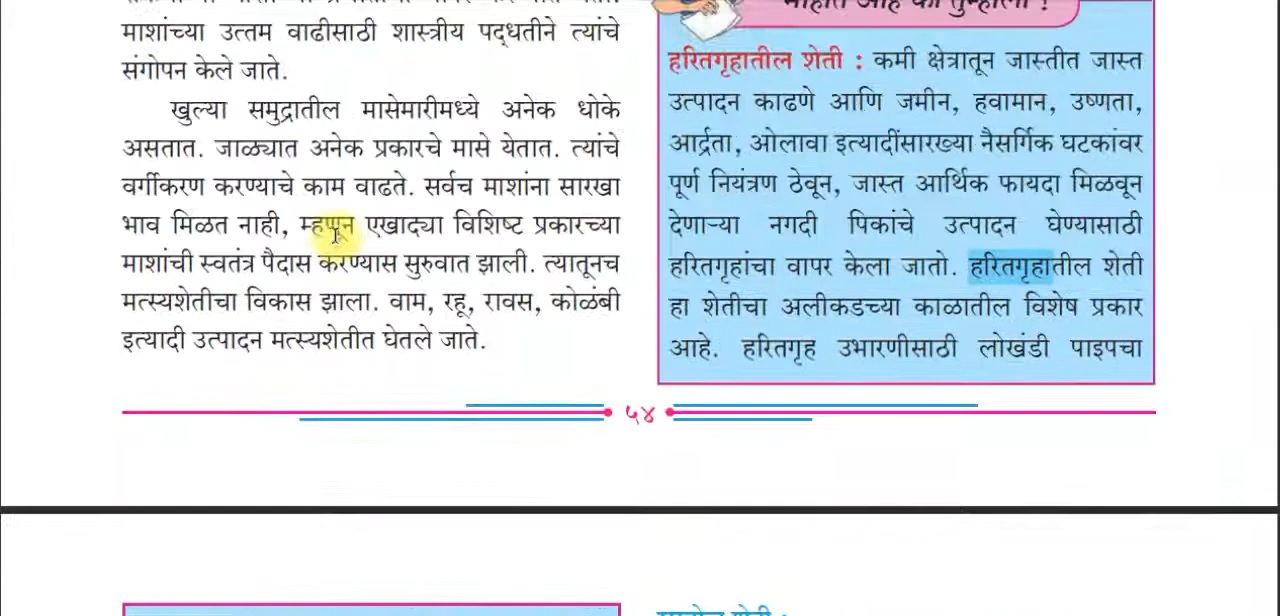 माशांच्या उत्तम वाढीसाठी शास्त्रीय पद्धतीने त्यांचे
संगोपन केले जाते.
खुल्या समुद्रातील मासेमारीमध्ये अनेक धोके
असतात. जाळ्यात अनेक प्रकारचे मासे येतात. त्यांचे
वर्गीकरण करण्याचे काम वाढते. सर्वच माशांना सारखा
भाव मिळत नाही, म्हणून एखाद्या विशिष्ट प्रकारच्या
माशांची स्वतंत्र पैदास करण्यास सुरुवात झाली. त्यातूनच
मत्स्यशेतीचा विकास झाला. वाम, रहू, रावस, कोळंबी
इत्यादी उत्पादन मत्स्यशेतीत घेतले जाते.
माहीत आहे का तुम्हांला ?
हरितगृहातील शेती : कमी क्षेत्रातून जास्तीत जास्त
उत्पादन काढणे आणि जमीन, हवामान, उष्णता,
आर्द्रता, ओलावा इत्यादींसारख्या नैसर्गिक घटकांवर
पूर्ण नियंत्रण ठेवून, जास्त आर्थिक फायदा मिळवून
देणाऱ्या नगदी पिकांचे उत्पादन घेण्यासाठी
हरितगृहांचा वापर केला जातो. हरितगृहातील शेती
हा शेतीचा अलीकडच्या काळातील विशेष प्रकार
आहे. हरितगृह उभारणीसाठी लोखंडी पाइपचा
५४